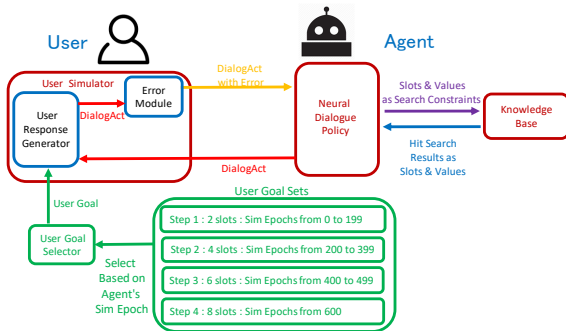 User
Agent
User Simulator
Error
Module
DialogAct
with Error
User
Response
Generator
DialogAct
Neural
Dialogue
Policy
Slots & Values
as Search Constraints
Knowledge
Base
Hit Search
Results as
Slots & Values
DialogAct
User Goal
User Goal
Selector
Select
Based on
Agent's
Sim Epoch
User Goal Sets
Step 1 : 2 slots : Sim Epochs from 0 to 199
Step 2 : 4 slots : Sim Epochs from 200 to 399
Step 3 : 6 slots : Sim Epochs from 400 to 499
Step 4 : 8 slots : Sim Epochs from 600